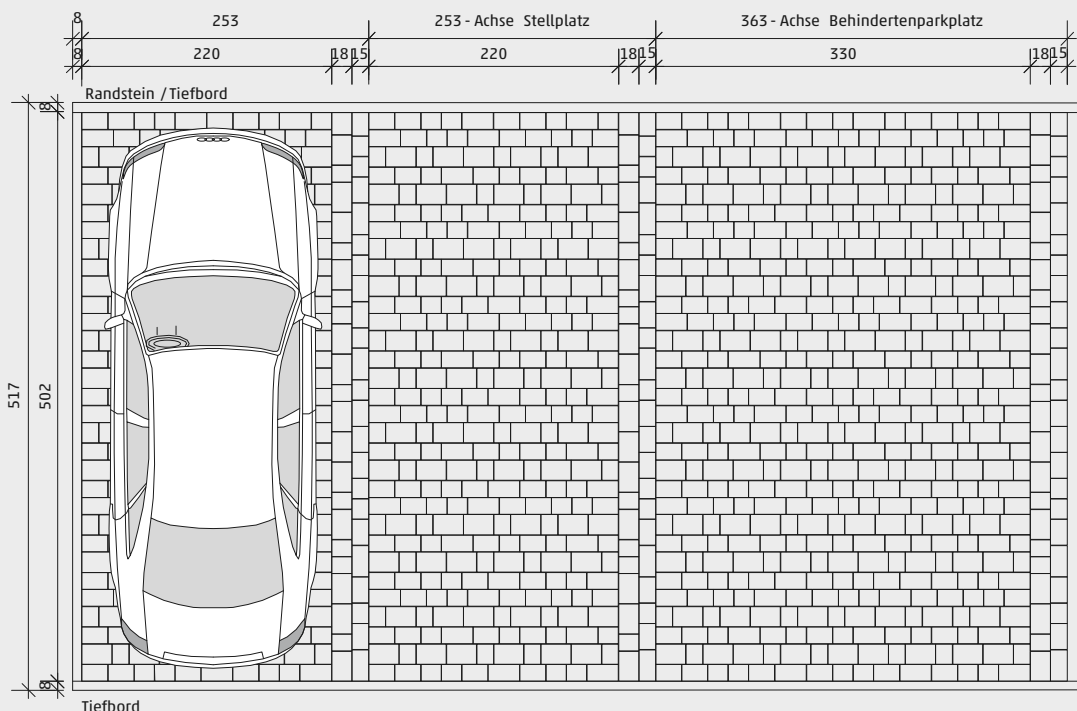 8 253 253 - Achse Stellplatz 363 - Achse Behindertenparkplatz
8 220 18 15 220 18 15 330 18 15
Randstein / Tiefbord
8
517
502
8
Tiefbord